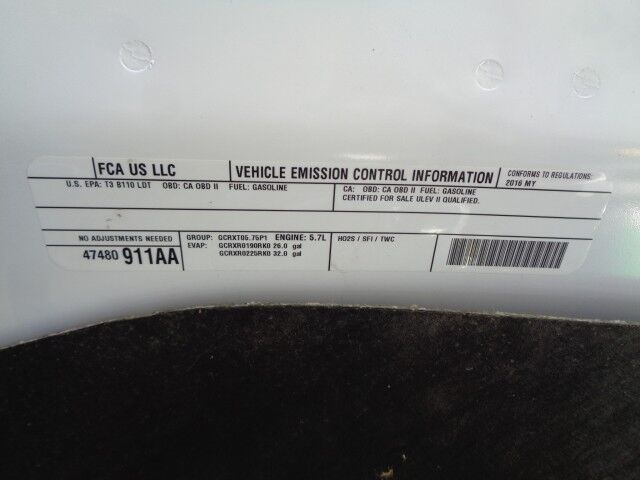 FCA US LLC
VEHICLE EMISSION CONTROL INFORMATION
CONFORMS TO REGULATIONS:
2016 MY
U.S. EPA: T3 B110 LDT OBD: CA OBD II FUEL: GASOLINE
CA: OBD: CA OBD II FUEL: GASOLINE
CERTIFIED FOR SALE ULEV II QUALIFIED.
NO ADJUSTMENTS NEEDED
47480 911AA
GROUP: GCRXT05.75P1 ENGINE: 5.7L
EVAP: GCRXR0190RK0 26.0 gal
GCRXR0225RK0 32.0 gal
HO2S / SFI / TWC